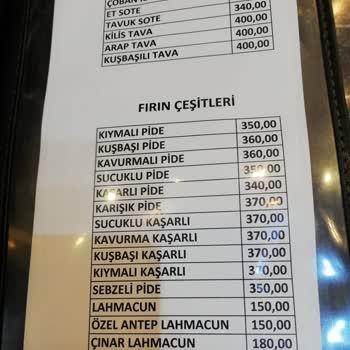 ET SOTE 340,00
TAVUK SOTE 400,00
KİLİS TAVA 400,00
ARAP TAVA 400,00
KUŞBAŞILI TAVA
FIRIN ÇEŞİTLERİ
KIYMALI PİDE 350,00
KUŞBAŞI PİDE 360,00
KAVURMALI PİDE 360,00
SUCUKLU PİDE 350,00
KAŞARLI PİDE 340,00
KARIŞIK PİDE 370,00
SUCUKLU KAŞARLI 370,00
KAVURMA KAŞARLI 370,00
KUŞBAŞI KAŞARLI 370,00
KIYMALI KAŞARLI 370,00
SEBZELİ PİDE 350,00
LAHMACUN 150,00
ÖZEL ANTEP LAHMACUN 150,00
ÇINAR LAHMACUN 180,00